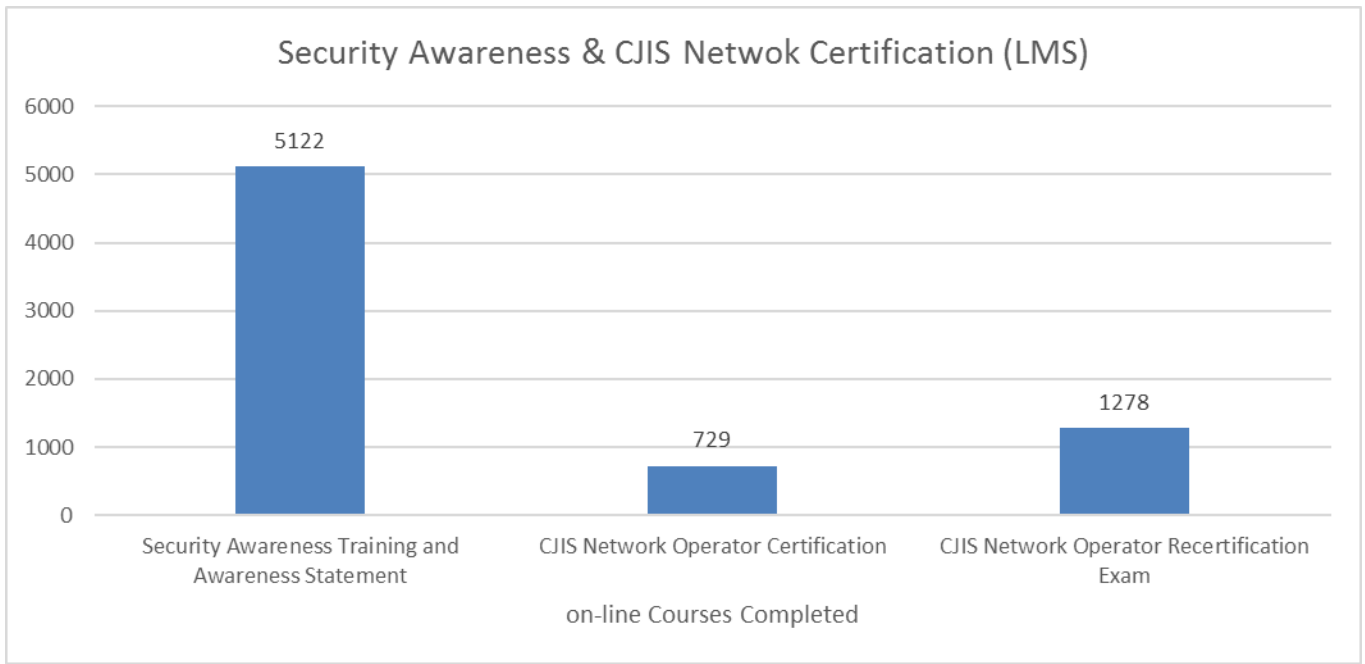 Security Awareness & CJIS Netwok Certification (LMS)
6000
5122
5000
4000
3000
2000
1278
1000
729
0
Security Awareness Training and
Awareness Statement
CJIS Network Operator Certification
CJIS Network Operator Recertification
Exam
on-line Courses Completed